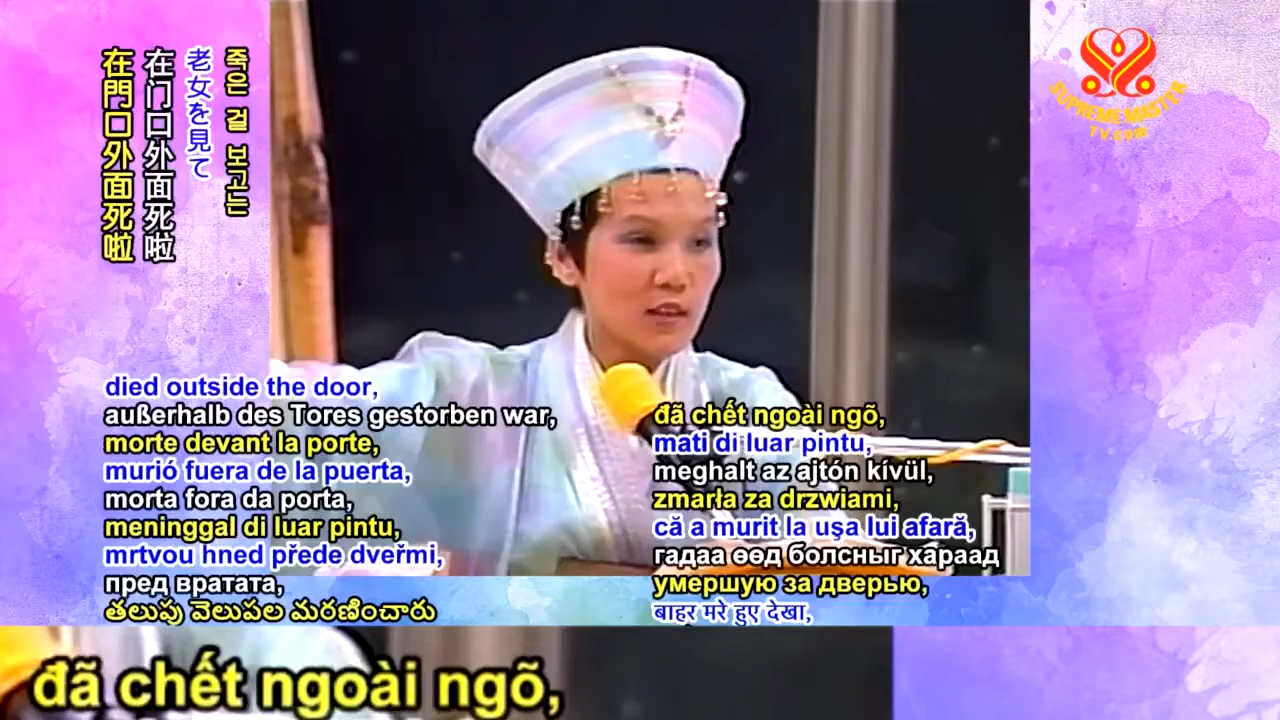 죽은 걸 보고는
老女を見て
在门口外面死啦
在門口外面死啦
SUPREME MASTER
TV.com
died outside the door,
außerhalb des Tores gestorben war,
morte devant la porte,
murió fuera de la puerta,
morta fora da porta,
meninggal di luar pintu,
mrtvou hned přede dveřmi,
пред вратата,
తలుపు వెలుపల మరణించారు
đã chết ngoài ngõ,
mati di luar pintu,
meghalt az ajtón kívül,
zmarła za drzwiami,
că a murit la uşa lui afară,
гадаа өөд болсныг хараад
умершую за дверью,
बाहर मरे हुए देखा,
đã chết ngoài ngõ,